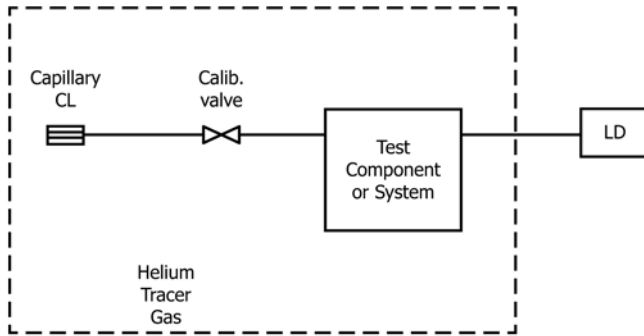 Capillary
CL
Calib.
valve
Test
Component
or System
LD
Helium
Tracer
Gas